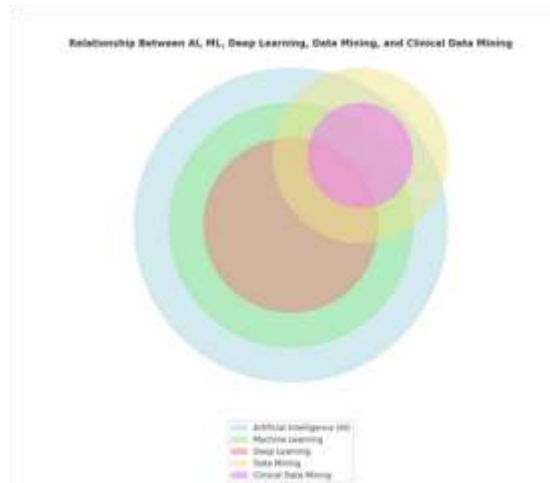 Relationship Between AI, ML, Deep Learning, Data Mining, and Clinical Data Mining
Artificial Intelligence (AI)
Machine Learning
Deep Learning
Data Mining
Clinical Data Mining